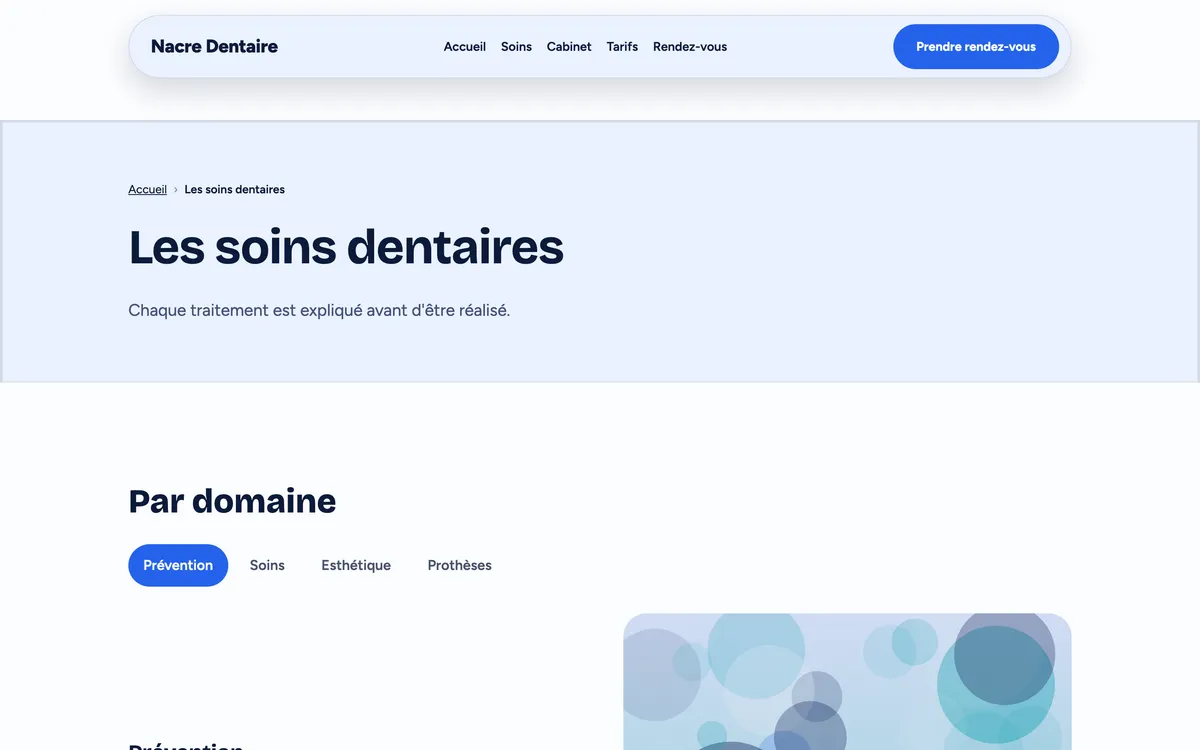 Nacre Dentaire
Accueil Soins Cabinet Tarifs Rendez-vous
Prendre rendez-vous
Accueil › Les soins dentaires
Les soins dentaires
Chaque traitement est expliqué avant d'être réalisé.
Par domaine
Prévention Soins Esthétique Prothèses
Prévention